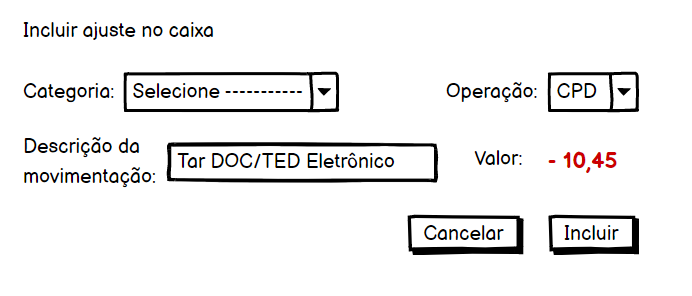 Incluir ajuste no caixa
Categoria: Selecione ----------- Operação: CPD
Descrição da movimentação: Tar DOC/TED Eletrônico Valor: - 10,45
Cancelar Incluir